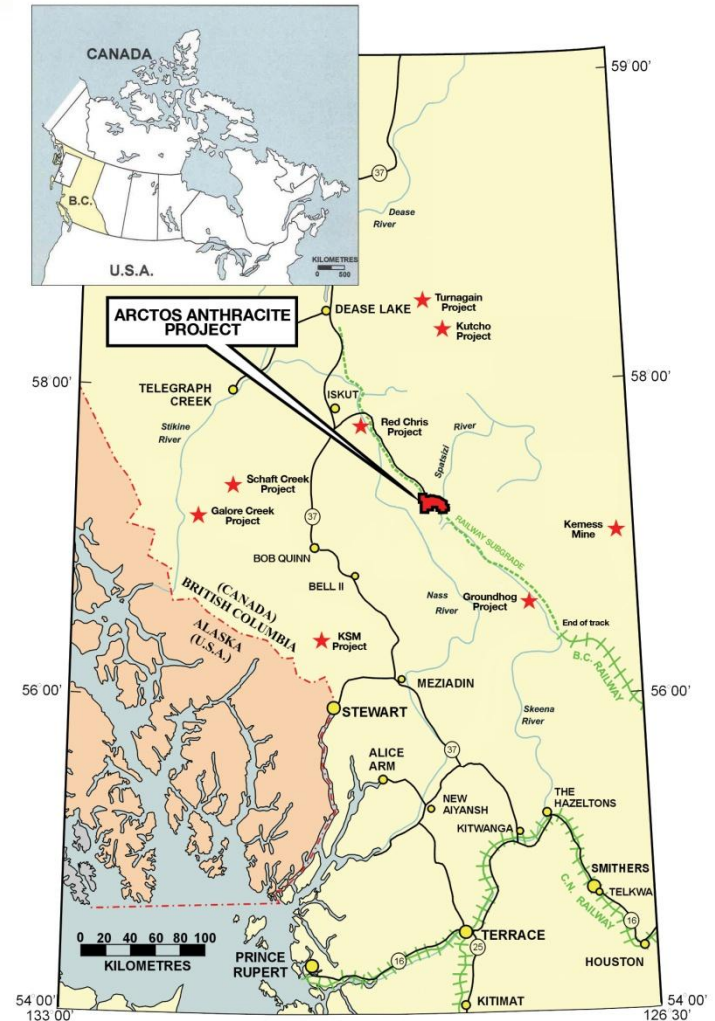 CANADA
B.C.
U.S.A.
KILOMETRES
0 500
59 00'
37
Dease
River
ARCTOS ANTHRACITE
PROJECT
DEASE LAKE
Turnagain
Project
Kutcho
Project
58 00'
58 00'
TELEGRAPH
CREEK
ISKUT
Stikine
River
Red Chris
Project
Spatsizi
River
Schaft Creek
Project
Galore Creek
Project
37
RAILWAY SUBGRADE
Kemess
Mine
BOB QUINN
BELL II
Nass
River
Groundhog
Project
End of track
B.C. RAILWAY
(CANADA)
BRITISH COLUMBIA
ALASKA
(U.S.A.)
KSM
Project
56 00'
56 00'
MEZIADIN
STEWART
Skeena
River
37
ALICE
ARM
NEW
AIYANSH
THE
HAZELTONS
KITWANGA
SMITHERS
TELKWA
C.N. RAILWAY
16
HOUSTON
0 20 40 60 80 100
KILOMETRES
PRINCE
RUPERT
16
TERRACE
25
KITIMAT
54 00'
133 00'
54 00'
126 30'